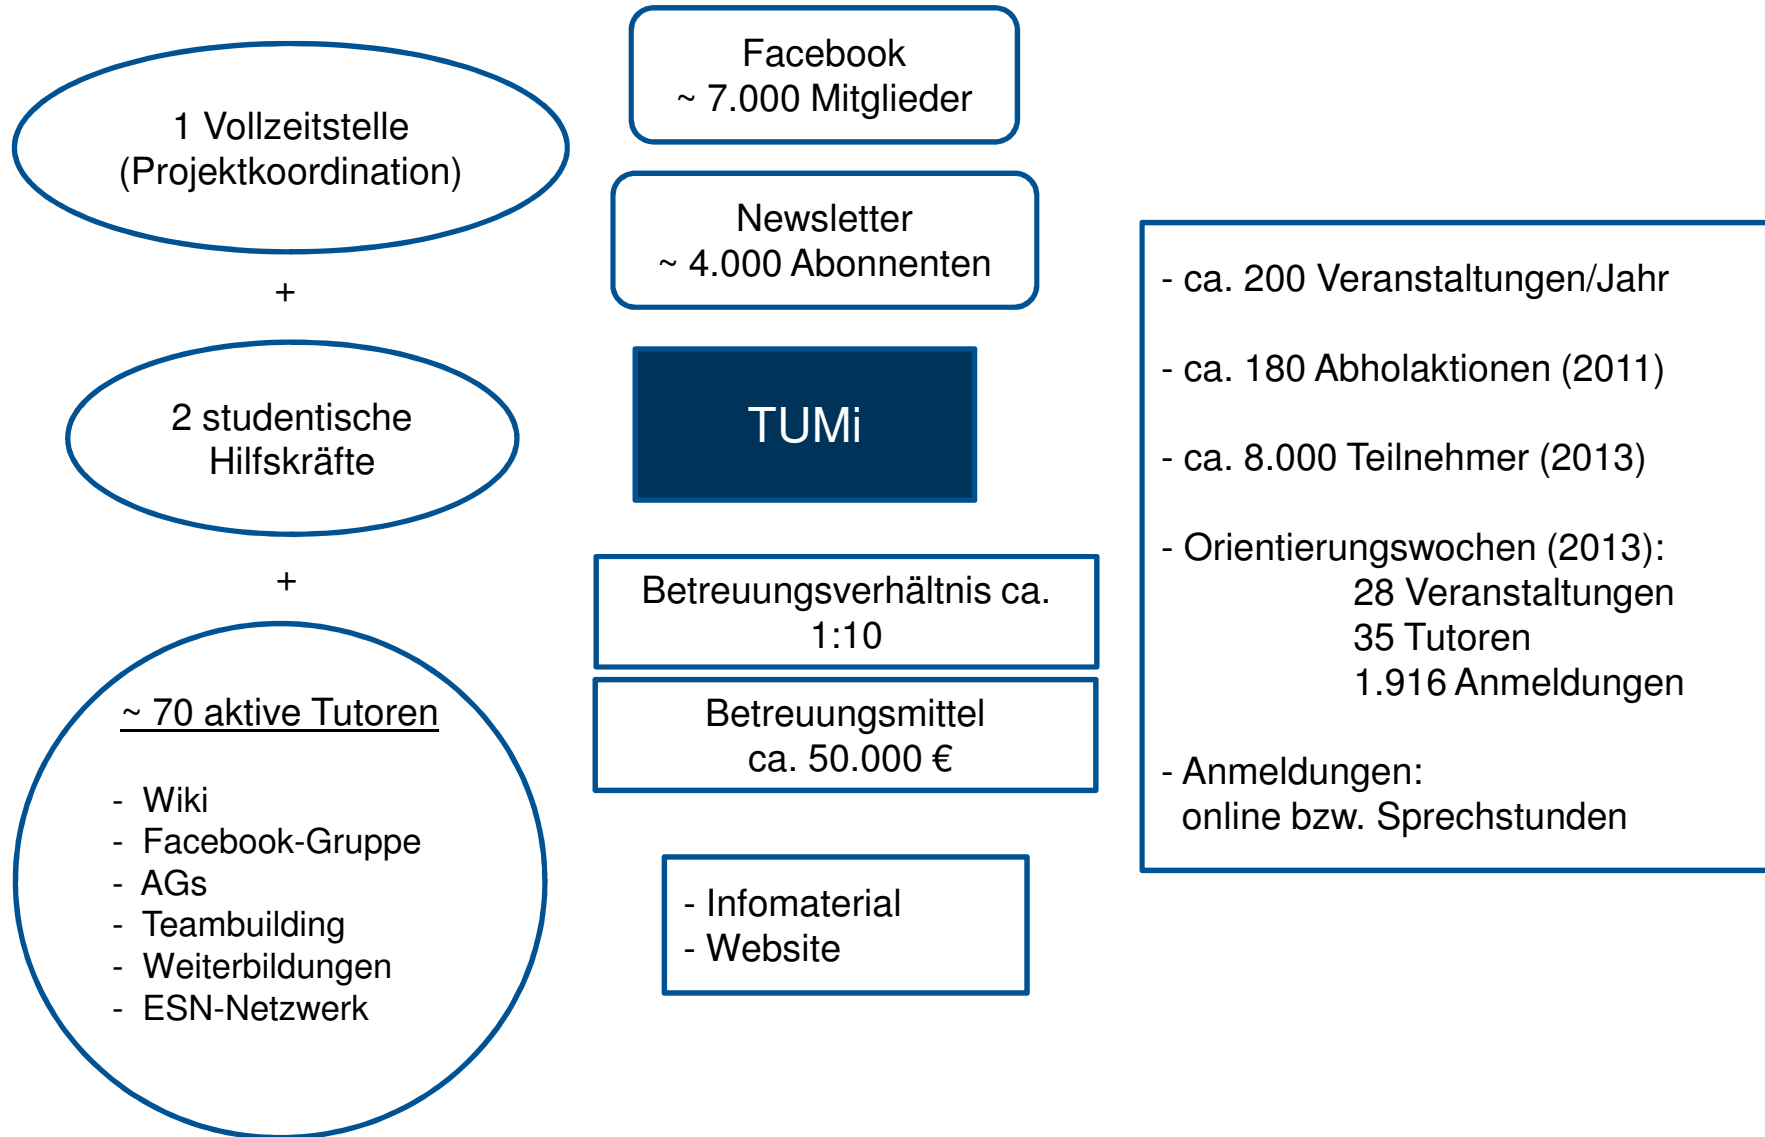 1 Vollzeitstelle
(Projektkoordination)
+
2 studentische
Hilfskräfte
+
~ 70 aktive Tutoren
- Wiki
- Facebook-Gruppe
- AGs
- Teambuilding
- Weiterbildungen
- ESN-Netzwerk
Facebook
~ 7.000 Mitglieder
Newsletter
~ 4.000 Abonnenten
TUMi
Betreuungsverhältnis ca.
1:10
Betreuungsmittel
ca. 50.000 €
- Infomaterial
- Website
- ca. 200 Veranstaltungen/Jahr
- ca. 180 Abholaktionen (2011)
- ca. 8.000 Teilnehmer (2013)
- Orientierungswochen (2013):
28 Veranstaltungen
35 Tutoren
1.916 Anmeldungen
- Anmeldungen:
online bzw. Sprechstunden